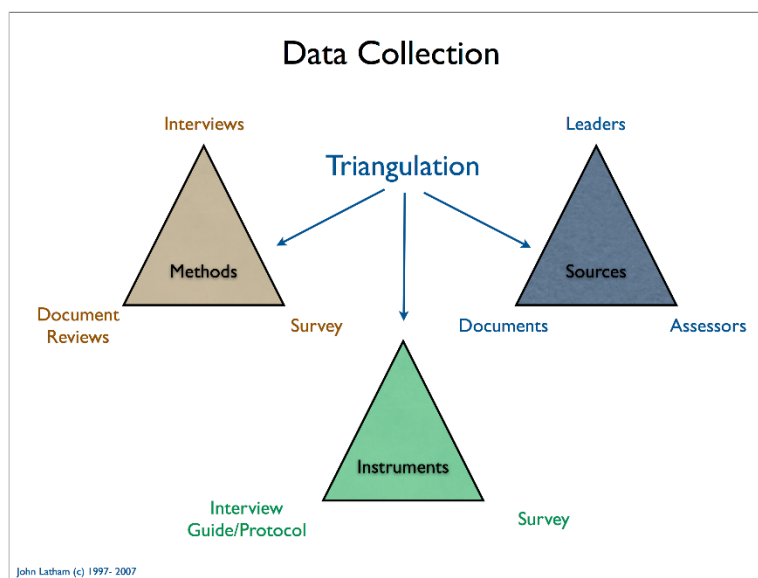 Data Collection
Interviews
Leaders
Triangulation
Methods
Sources
Document
Reviews
Survey
Documents
Assessors
Instruments
Interview
Guide/Protocol
Survey
John Latham (c) 1997- 2007